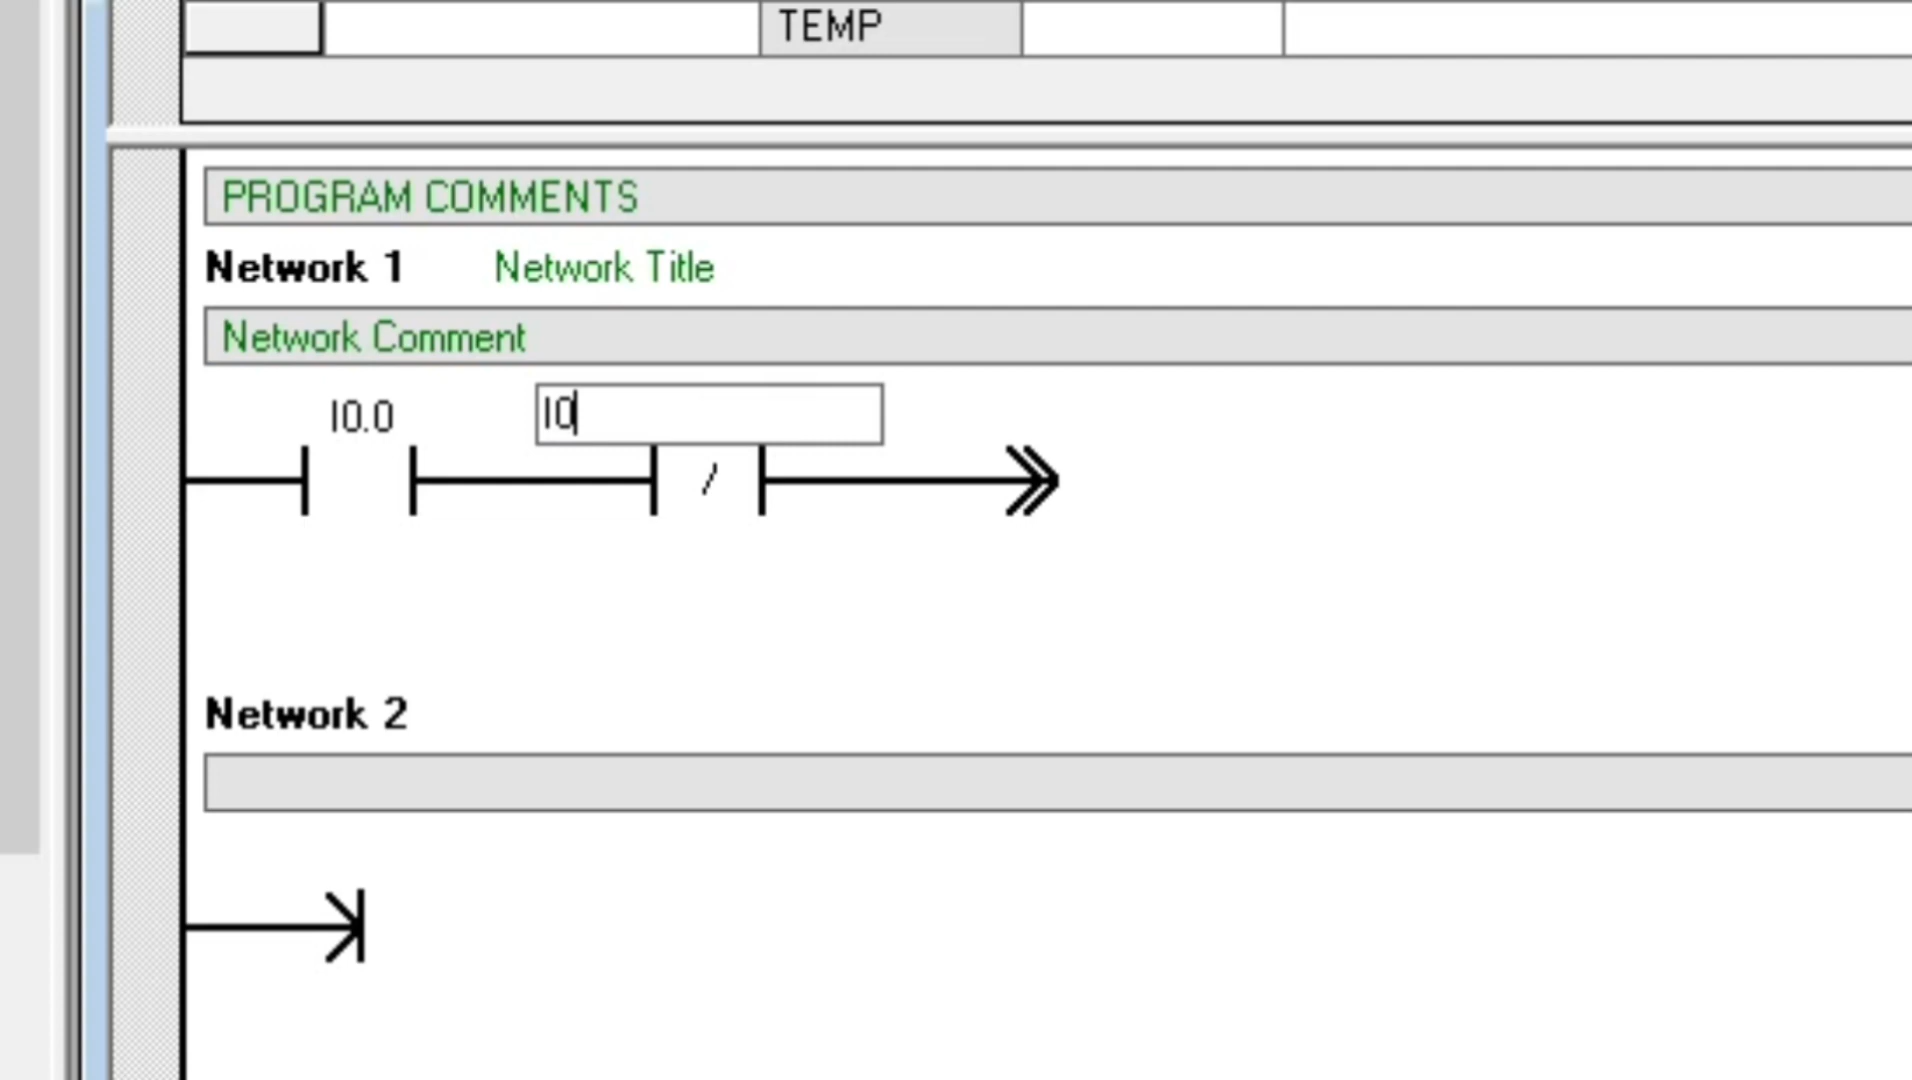 TEMP
PROGRAM COMMENTS
Network 1 Network Title
Network Comment
I0.0 I0
/
Network 2